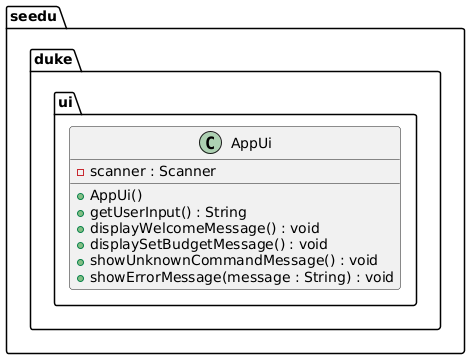 seedu
duke
ui
C AppUi
scanner : Scanner
AppUi()
getUserInput() : String
displayWelcomeMessage() : void
displaySetBudgetMessage() : void
showUnknownCommandMessage() : void
showErrorMessage(message : String) : void